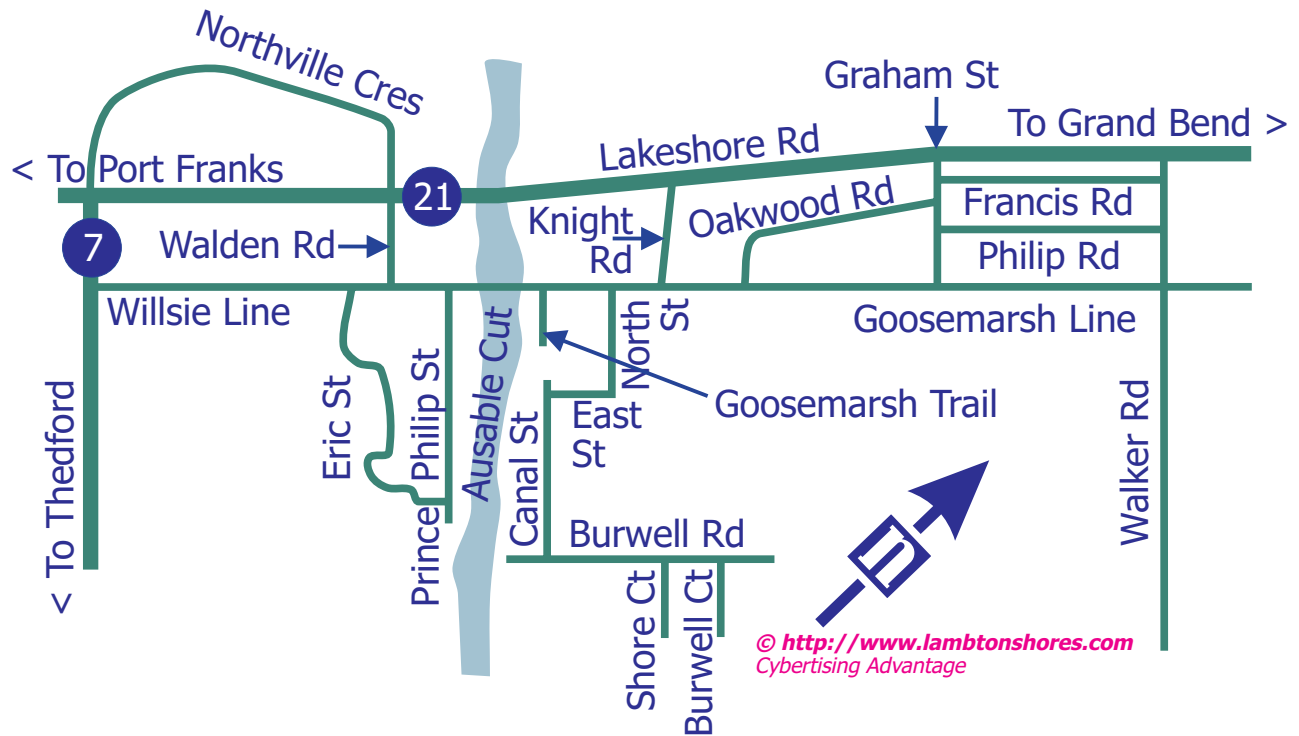 Northville Cres
Graham St
To Grand Bend >
Lakeshore Rd
< To Port Franks
21
Knight
Rd
Oakwood Rd
Francis Rd
7
Walden Rd
Philip Rd
Willsie Line
Goosemarsh Line
North
St
Ausable Cut
Goosemarsh Trail
East
St
Eric St
Prince Philip St
Canal St
< To Thedford
Walker Rd
Burwell Rd
Shore Ct
Burwell Ct
© http://www.lambtonshores.com
Cybertising Advantage